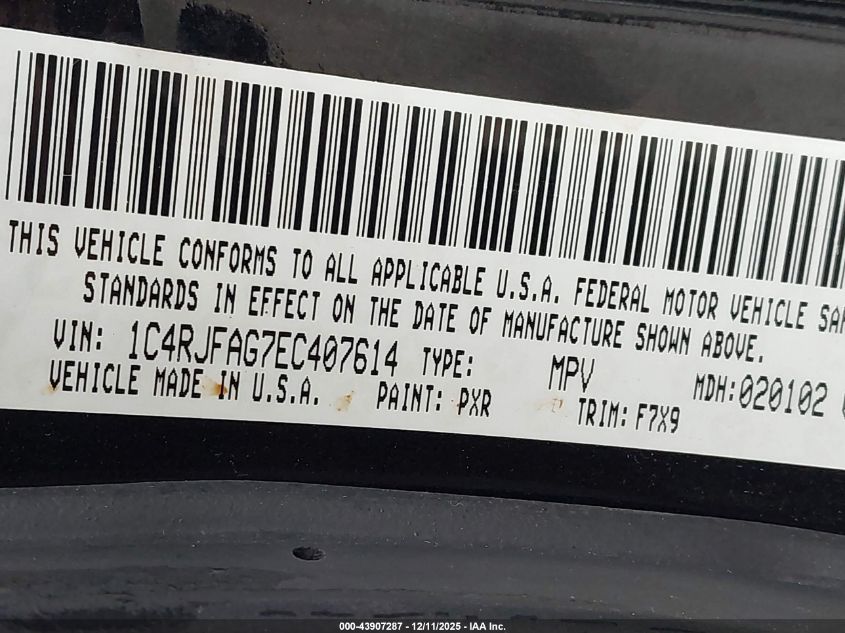 THIS VEHICLE CONFORMS TO ALL APPLICABLE U.S.A. FEDERAL MOTOR VEHICLE
STANDARDS IN EFFECT ON THE DATE OF MANUFACTURE SHOWN ABOVE.
VIN: 1C4RJFAG7EC407614 TYPE: MPV MDH:020102
VEHICLE MADE IN U.S.A. PAINT: PXR TRIM: F7X9
000-43907287 - 12/11/2025 - IAA Inc.